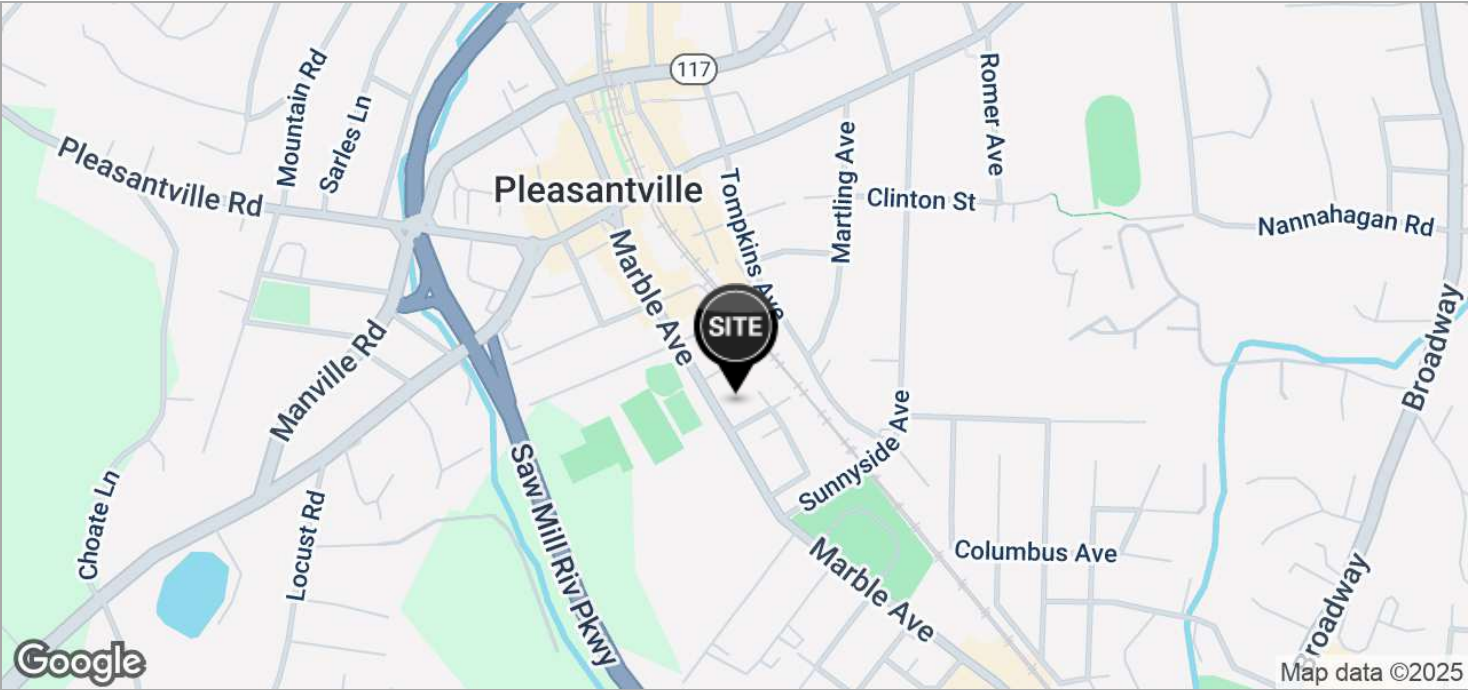 117
Mountain Rd
Sarles Ln
Romer Ave
Pleasantville Rd
Pleasantville
Tompkins Ave
Martling Ave
Clinton St
Nannahagan Rd
Marble Ave
SITE
Manville Rd
Broadway
Sunnyside Ave
Choate Ln
Locust Rd
Saw Mill Riv Pkwy
Columbus Ave
Marble Ave
Broadway
Google
Map data ©2025